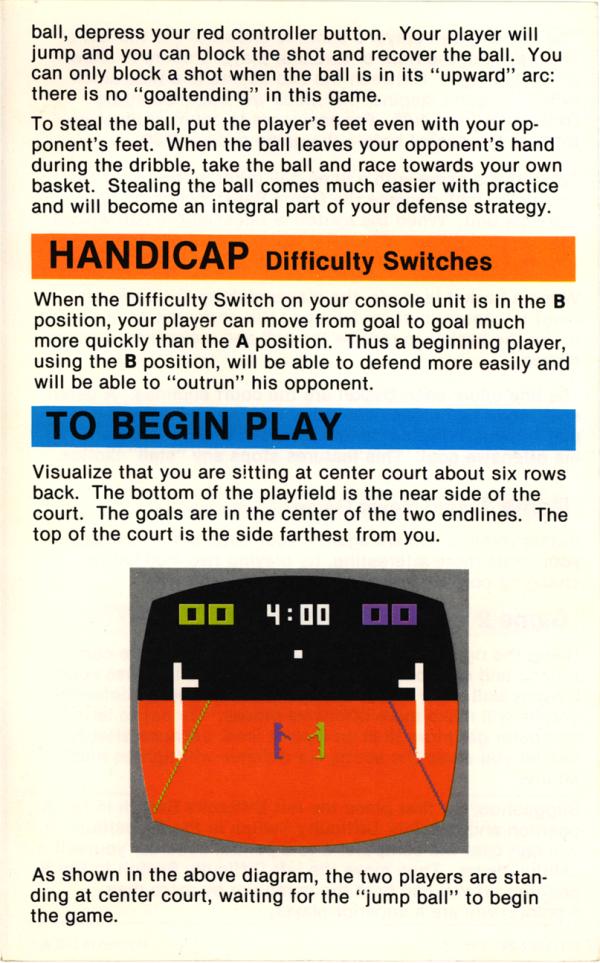 ball, depress your red controller button.  Your player will
jump and you can block the shot and recover the ball.  You
can only block a shot when the ball is in its "upward" arc:
there is no "goaltending" in this game.
To steal the ball, put the player's feet even with your op-
ponent's feet.  When the ball leaves your opponent's hand
during the dribble, take the ball and race towards your own
basket.  Stealing the ball comes much easier with practice
and will become an integral part of your defense strategy.
HANDICAP Difficulty Switches
When the Difficulty Switch on your console unit is in the B
position, your player can move from goal to goal much
more quickly than the A position.  Thus a beginning player,
using the B position, will be able to defend more easily and
will be able to "outrun" his opponent.
TO BEGIN PLAY
Visualize that you are sitting at center court about six rows
back.  The bottom of the playfield is the near side of the
court.  The goals are in the center of the two endlines.  The
top of the court is the side farthest from you.
00 4:00 00
As shown in the above diagram, the two players are stan-
ding at center court, waiting for the "jump ball" to begin
the game.